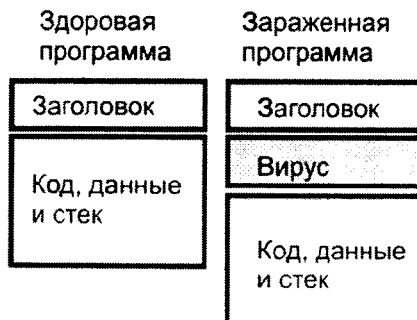 Здоровая
программа
Заголовок
Код, данные
и стек
Зараженная
программа
Заголовок
Вирус
Код, данные
и стек